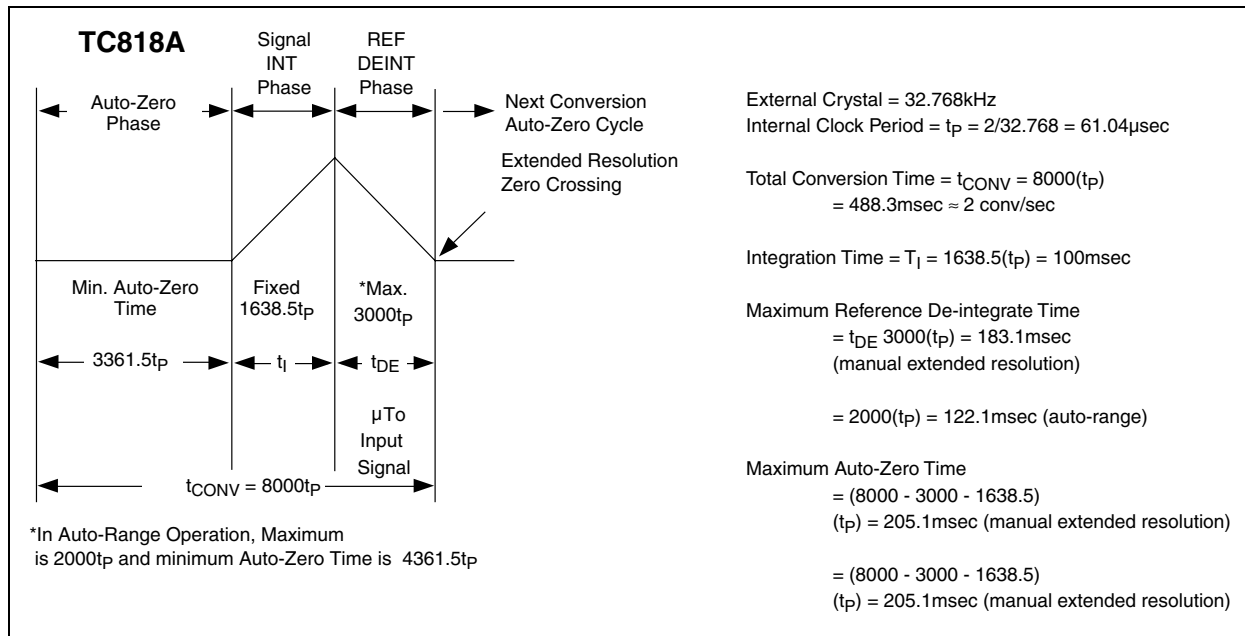 TC818A
Signal
INT
Phase
REF
DEINT
Phase
Auto-Zero
Phase
Next Conversion
Auto-Zero Cycle
Extended Resolution
Zero Crossing
Min. Auto-Zero
Time
Fixed
1638.5tP
*Max.
3000tP
3361.5tP
tI
tDE
µTo
Input
Signal
tCONV = 8000tP
*In Auto-Range Operation, Maximum
is 2000tP and minimum Auto-Zero Time is 4361.5tP
External Crystal = 32.768kHz
Internal Clock Period = tP = 2/32.768 = 61.04µsec
Total Conversion Time = tCONV = 8000(tP)
= 488.3msec ≈ 2 conv/sec
Integration Time = TI = 1638.5(tP) = 100msec
Maximum Reference De-integrate Time
= tDE 3000(tP) = 183.1msec
(manual extended resolution)
= 2000(tP) = 122.1msec (auto-range)
Maximum Auto-Zero Time
= (8000 - 3000 - 1638.5)
(tP) = 205.1msec (manual extended resolution)
= (8000 - 3000 - 1638.5)
(tP) = 205.1msec (manual extended resolution)